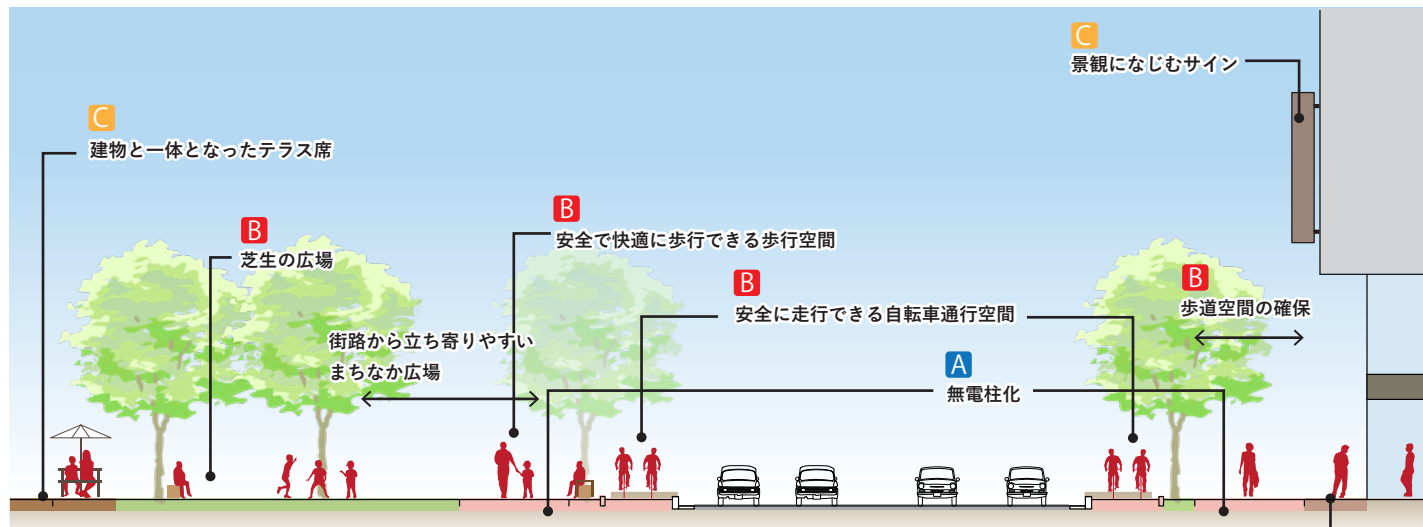 C
景観になじむサイン
C
建物と一体となったテラス席
B
芝生の広場
B
安全で快適に歩行できる歩行空間
B
安全に走行できる自転車通行空間
B
歩道空間の確保
街路から立ち寄りやすい
まちなか広場
A
無電柱化